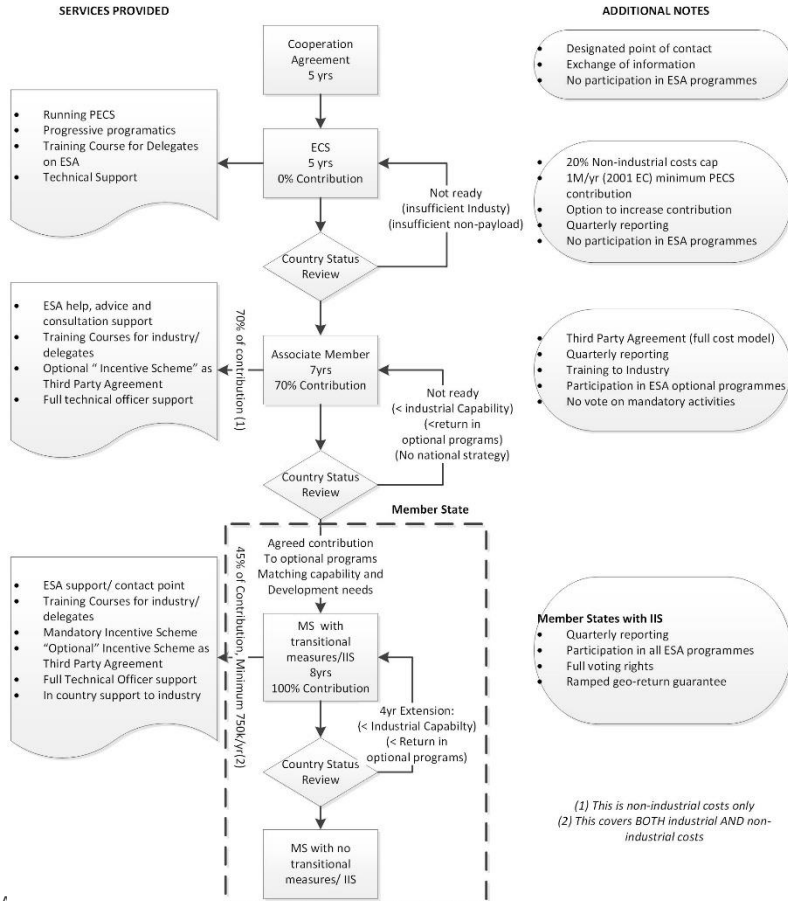 SERVICES PROVIDED
ADDITIONAL NOTES
Cooperation
Agreement
5 yrs
• Designated point of contact
• Exchange of information
• No participation in ESA programmes
• Running PECS
• Progressive programatics
• Training Course for Delegates
on ESA
• Technical Support
ECS
5 yrs
0% Contribution
Not ready
(insufficient Industy)
(insufficient non-payload)
• 20% Non-industrial costs cap
• 1M/yr (2001 EC) minimum PECS
contribution
• Option to increase contribution
• Quarterly reporting
• No participation in ESA programmes
Country Status
Review
• ESA help, advice and
consultation support
• Training Courses for industry/
delegates
• Optional " Incentive Scheme" as
Third Party Agreement
• Full technical officer support
70% of contribution (1)
Associate Member
7yrs
70% Contribution
Not ready
(< industrial Capability)
(<return in
optional programs)
(No national strategy)
• Third Party Agreement (full cost model)
• Quarterly reporting
• Training to Industry
• Participation in ESA optional programmes
• No vote on mandatory activities
Country Status
Review
Member State
Agreed contribution
To optional programs
Matching capability and
Development needs
• ESA support/ contact point
• Training Courses for industry/
delegates
• Mandatory Incentive Scheme
• "Optional" Incentive Scheme as
Third Party Agreement
• Full Technical Officer support
• In country support to industry
45% of Contribution, Minimum 750k/yr(2)
MS with
transitional
measures/IIS
8yrs
100% Contribution
4yr Extension:
(< Industrial Capabilty)
(< Return in
optional programs)
Member States with IIS
• Quarterly reporting
• Participation in all ESA programmes
• Full voting rights
• Ramped geo-return guarantee
Country Status
Review
MS with no
transitional
measures/ IIS
(1) This is non-industrial costs only
(2) This covers BOTH industrial AND non-
industrial costs